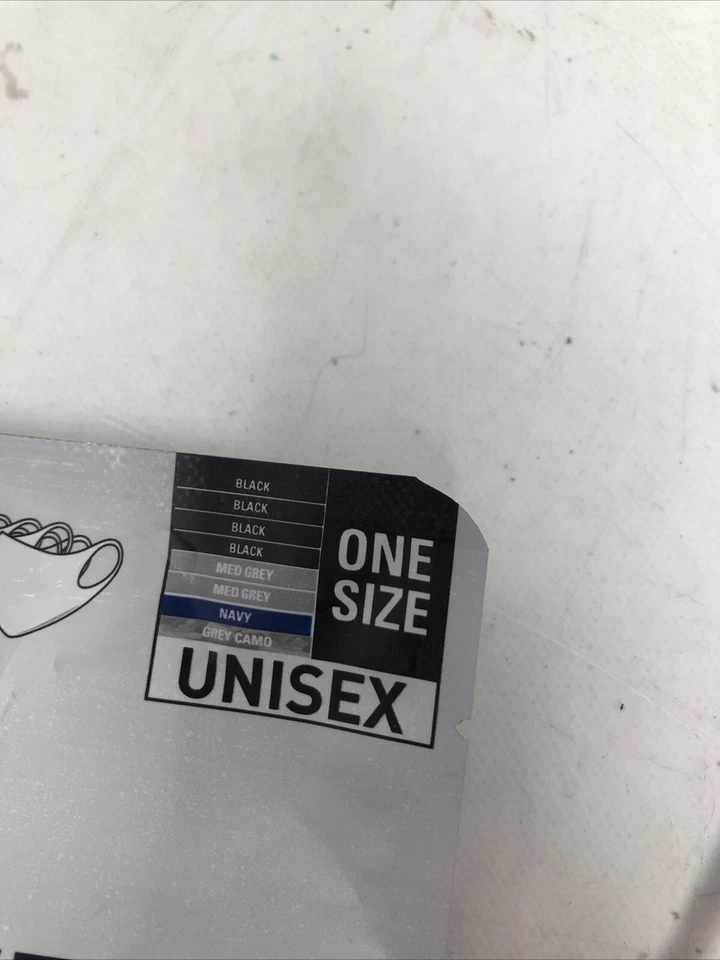 BLACK
BLACK
BLACK
BLACK
MED GREY
MED GREY
NAVY
GREY CAMO
ONE
SIZE
UNISEX